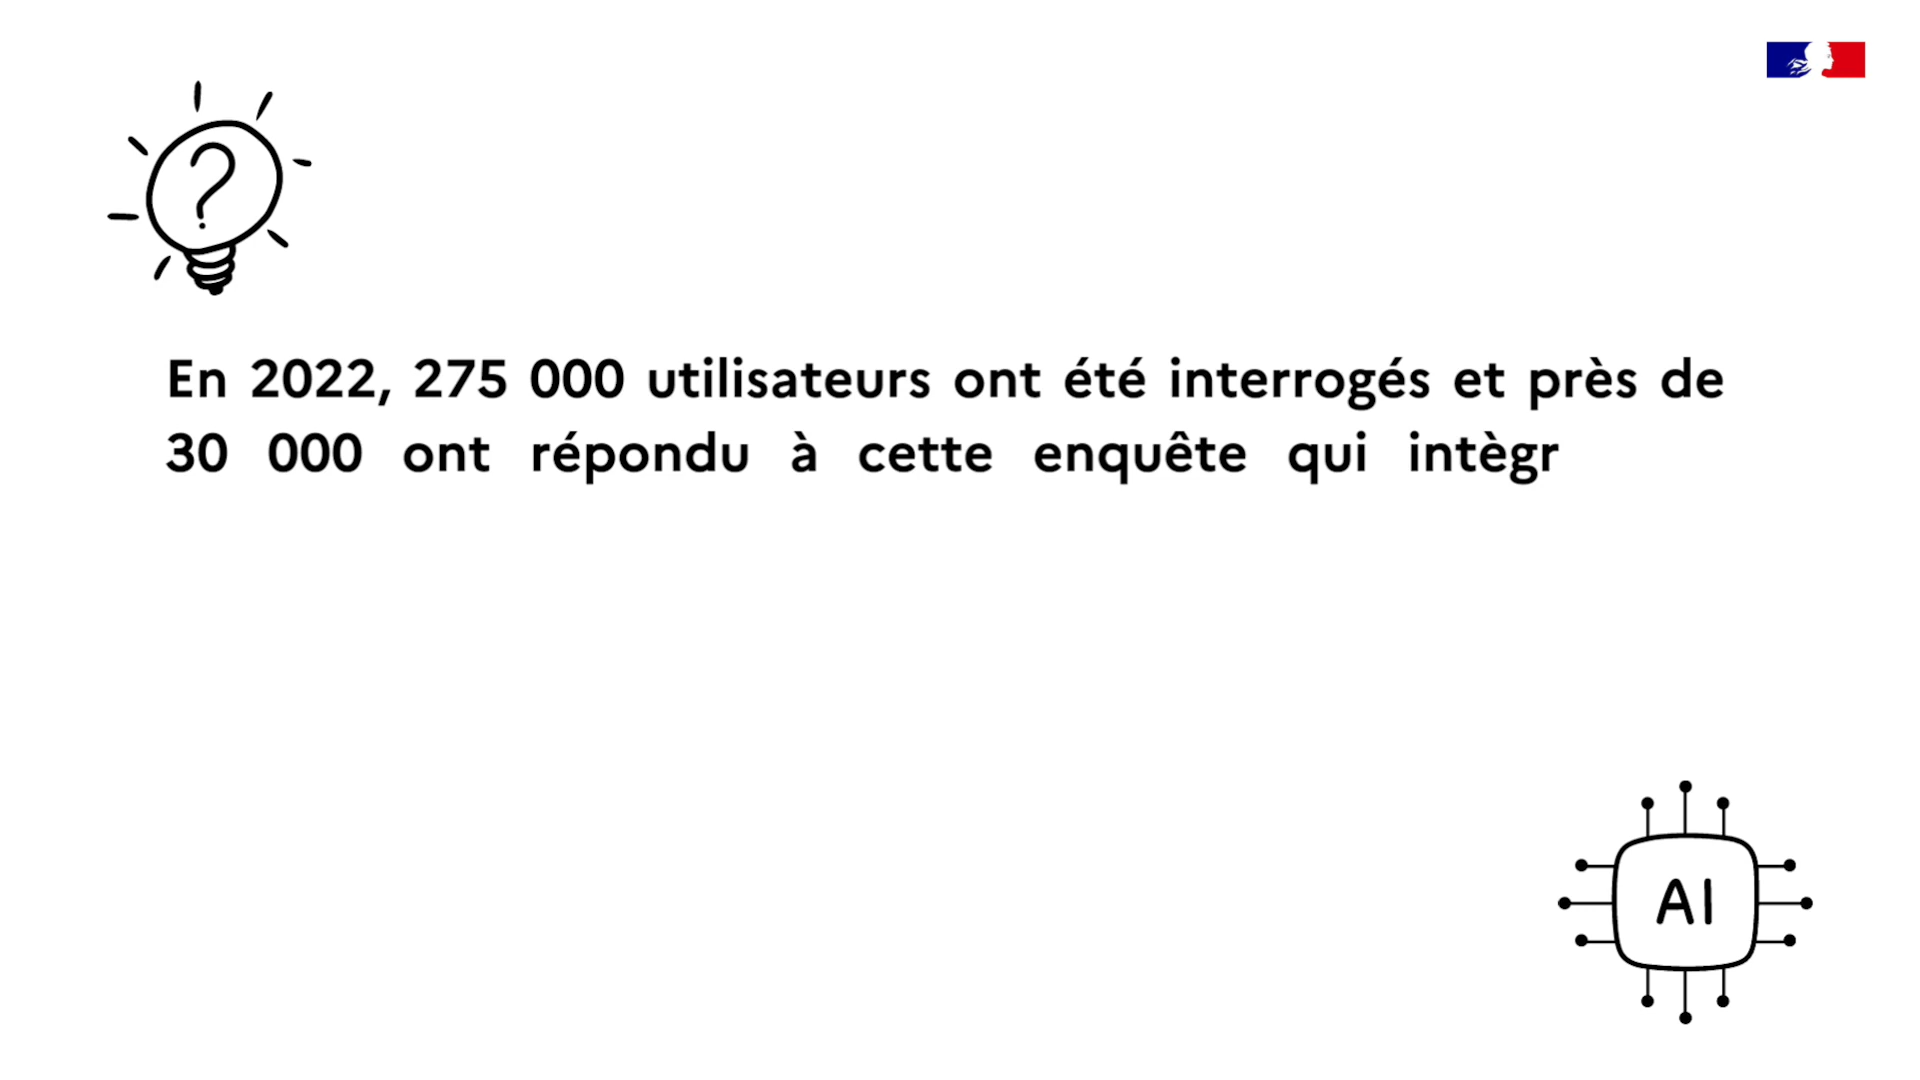 ?
En 2022, 275 000 utilisateurs ont été interrogés et près de
30 000 ont répondu à cette enquête qui intègr
AI